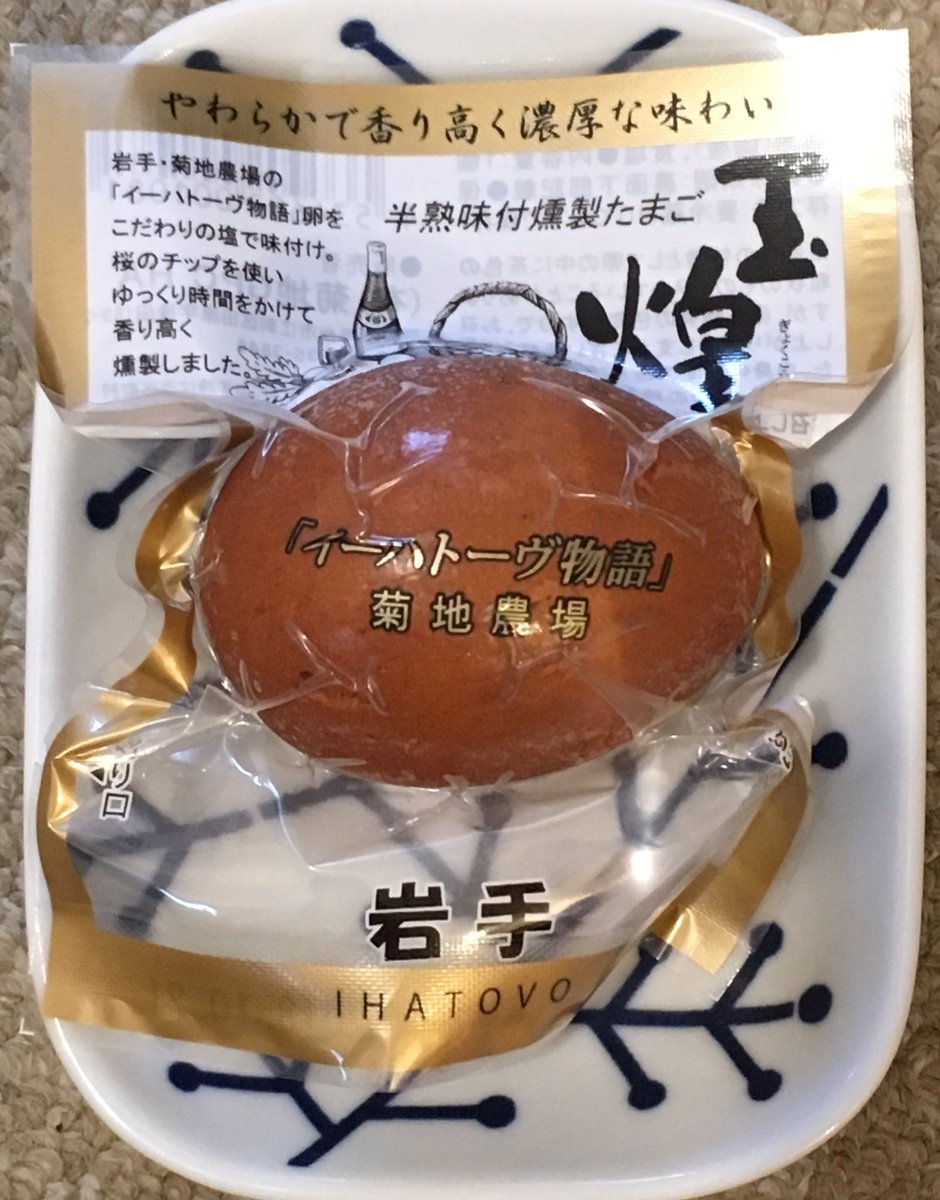 やわらかで香り高く濃厚な味わい
岩手・菊地農場の
「イーハトーヴ物語」卵を
こだわりの塩で味付け。
桜のチップを使い
ゆっくり時間をかけて
香り高く
燻製しました。
半熟味付燻製たまご
玉煌
「イーハトーヴ物語」
菊地農場
り口
岩手
IHATOVO